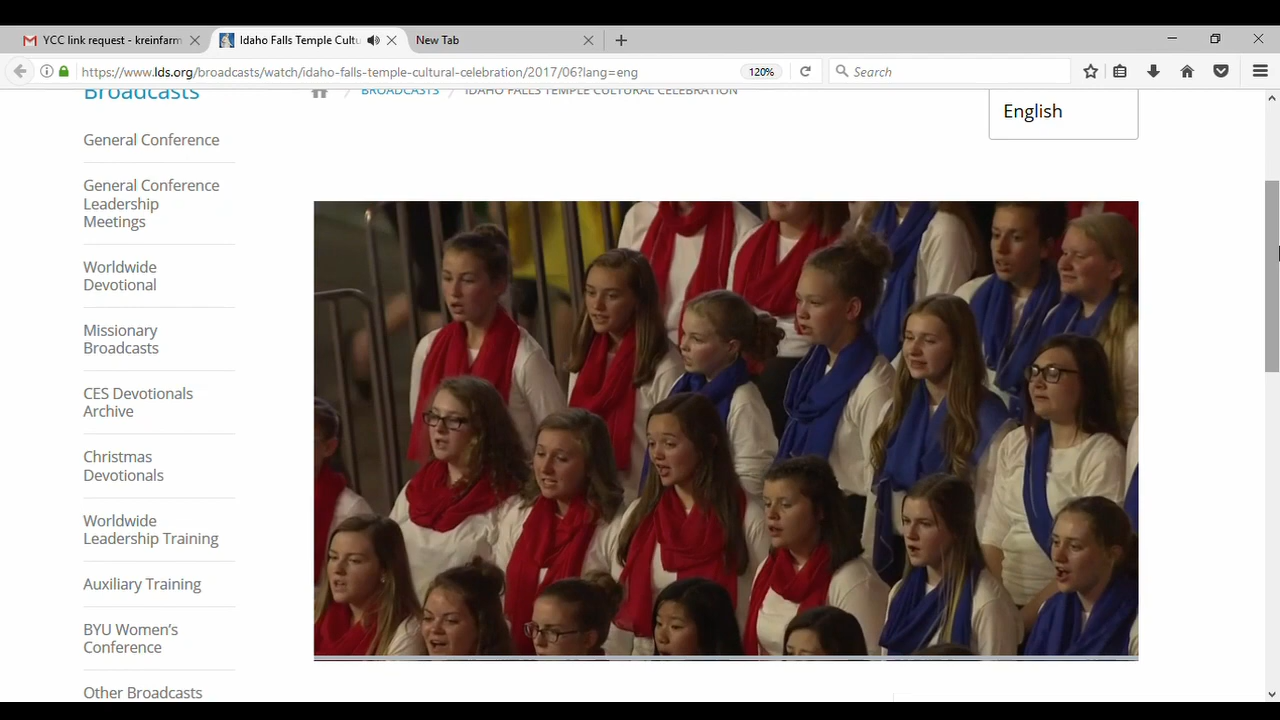 YCC link request - kreinfarm
Idaho Falls Temple Cultu
New Tab
https://www.lds.org/broadcasts/watch/idaho-falls-temple-cultural-celebration/2017/06?lang=eng
120%
Search
Broadcasts
BROADCASTS / IDAHO FALLS TEMPLE CULTURAL CELEBRATION
English
General Conference
General Conference
Leadership
Meetings
Worldwide
Devotional
Missionary
Broadcasts
CES Devotionals
Archive
Christmas
Devotionals
Worldwide
Leadership Training
Auxiliary Training
BYU Women's
Conference
Other Broadcasts